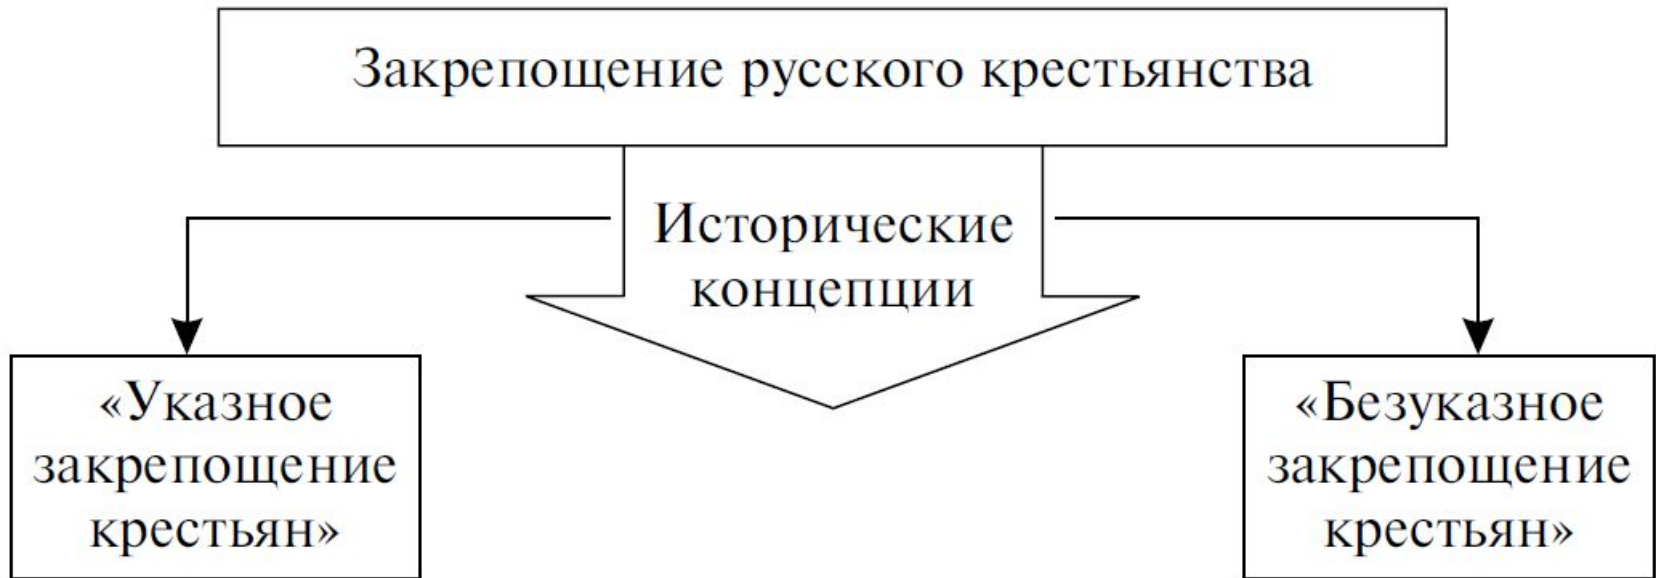 Закрепощение русского крестьянства
Исторические
концепции
«Указное
закрепощение
крестьян»
«Безуказное
закрепощение
крестьян»